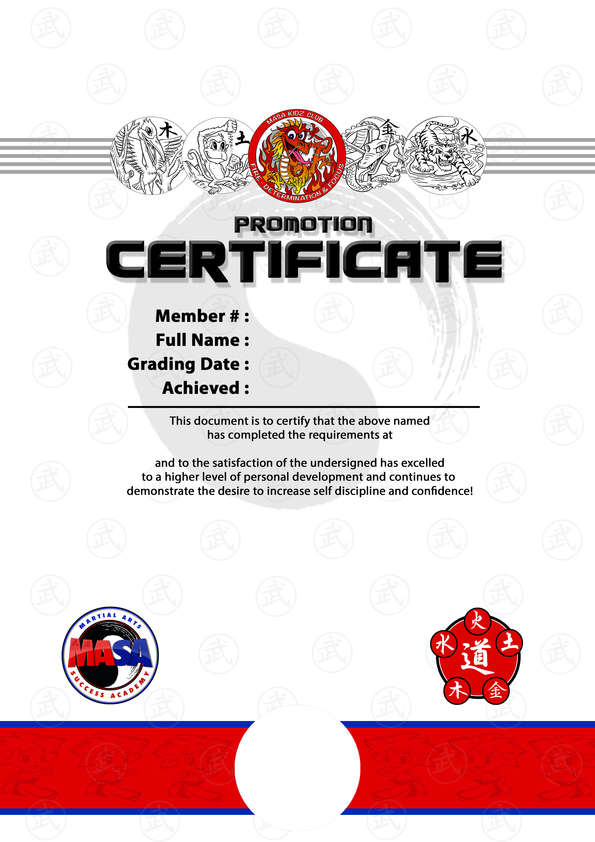 木
土
MASA KIDZ CLUB
FIRE · DETERMINATION & FOCUS
金
水
PROMOTION
CERTIFICATE
Member # :
Full Name :
Grading Date :
Achieved :
This document is to certify that the above named
has completed the requirements at
and to the satisfaction of the undersigned has excelled
to a higher level of personal development and continues to
demonstrate the desire to increase self discipline and confidence!
MARTIAL ARTS
MASA
SUCCESS ACADEMY
火
水
土
道
木
金
武